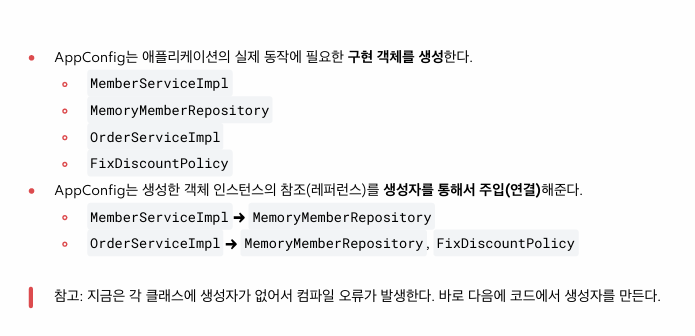 AppConfig는 애플리케이션의 실제 동작에 필요한 구현 객체를 생성한다.
MemberServiceImpl
MemoryMemberRepository
OrderServiceImpl
FixDiscountPolicy
AppConfig는 생성한 객체 인스턴스의 참조(레퍼런스)를 생성자를 통해서 주입(연결)해준다.
MemberServiceImpl → MemoryMemberRepository
OrderServiceImpl → MemoryMemberRepository, FixDiscountPolicy
참고: 지금은 각 클래스에 생성자가 없어서 컴파일 오류가 발생한다. 바로 다음에 코드에서 생성자를 만든다.